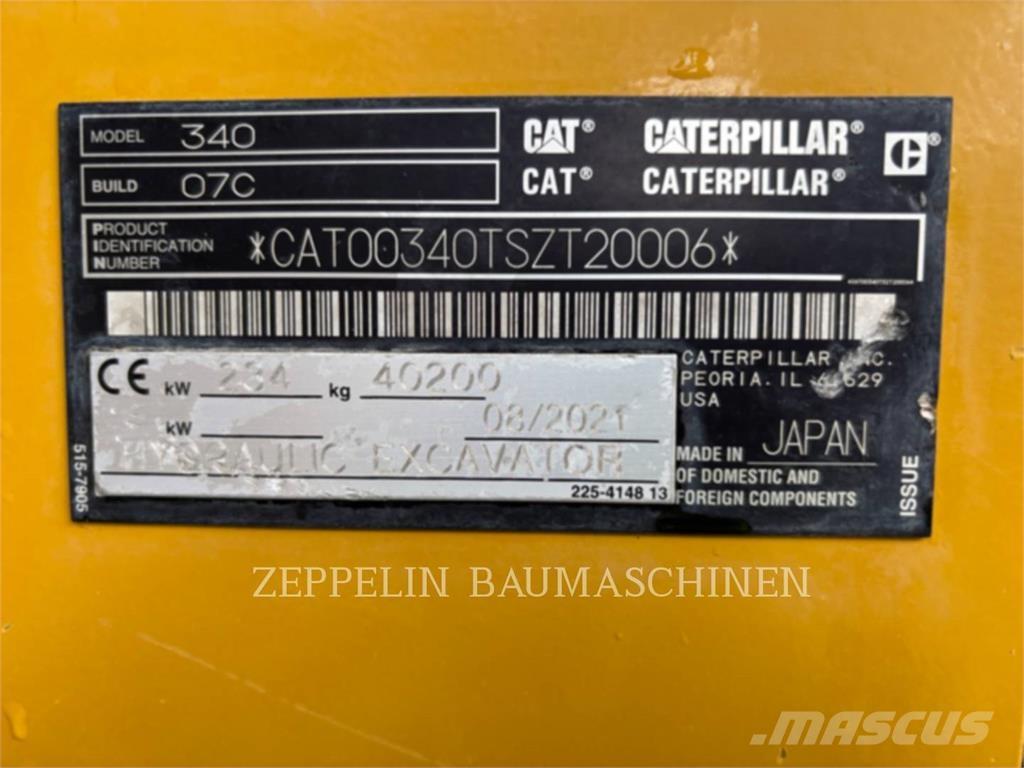 MODEL 340
CAT® CATERPILLAR®
BUILD 07C
CAT® CATERPILLAR®
PRODUCT
IDENTIFICATION
NUMBER
*CAT00340TSZT20006*
CE kW 234 kg 40200
kW 08/2021
HYDRAULIC EXCAVATOR
225-4148 13
515-7905
CATERPILLAR INC.
PEORIA. IL 61629
USA
MADE IN JAPAN
OF DOMESTIC AND
FOREIGN COMPONENTS
ISSUE
ZEPPELIN BAUMASCHINEN
MASCUS